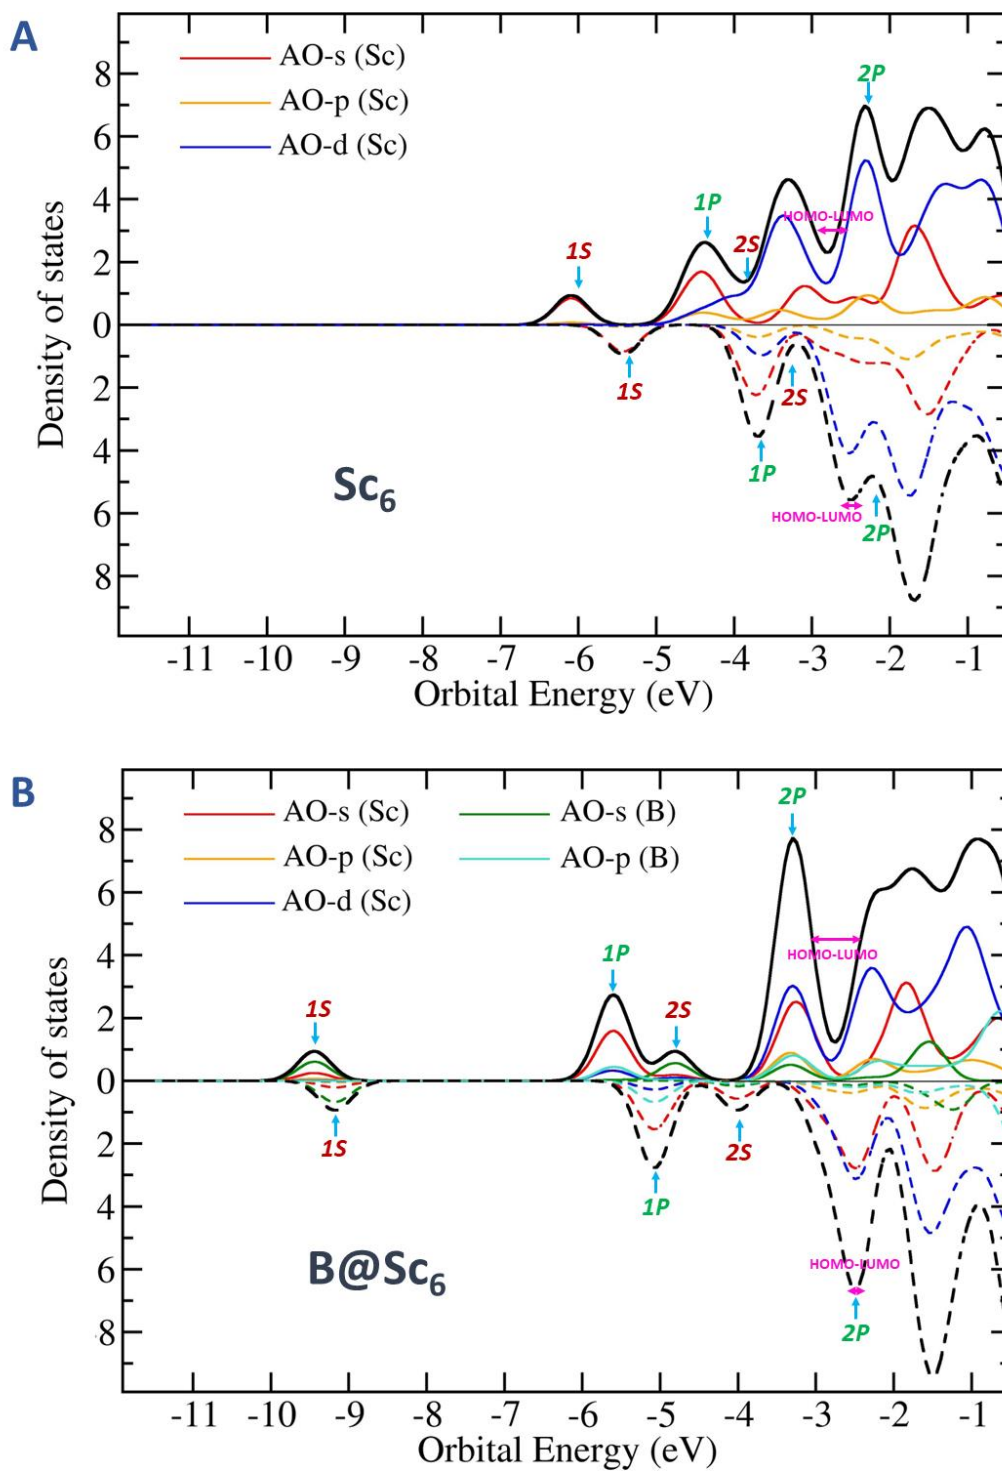 A
AO-s (Sc)
AO-p (Sc)
AO-d (Sc)
2P
HOMO-LUMO
1P
2S
1S
8
6
4
2
0
2
4
6
8
Density of states
1S
2S
1P
HOMO-LUMO
2P
Sc6
-11 -10 -9 -8 -7 -6 -5 -4 -3 -2 -1
Orbital Energy (eV)
B
AO-s (Sc) AO-s (B)
AO-p (Sc) AO-p (B)
AO-d (Sc)
2P
HOMO-LUMO
1P
1S
2S
8
6
4
2
0
2
4
6
8
Density of states
1S
2S
1P
HOMO-LUMO
2P
B@Sc6
-11 -10 -9 -8 -7 -6 -5 -4 -3 -2 -1
Orbital Energy (eV)